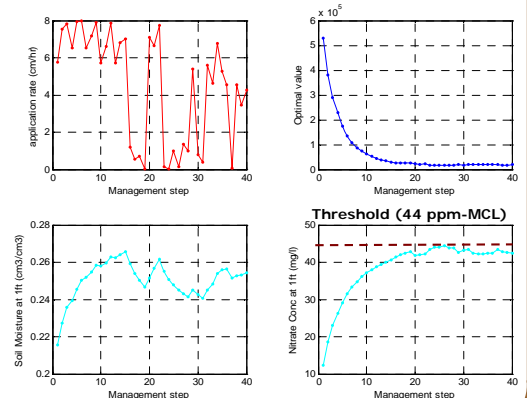 x 10^5
8
6
4
2
0
0 10 20 30 40
application rate (cm/hr)
Management step
6
5
4
3
2
1
0
0 10 20 30 40
Optimal value
Management step
0.28
0.26
0.24
0.22
0.2
0 10 20 30 40
Soil Moisture at 1ft (cm3/cm3)
Management step
Threshold (44 ppm-MCL)
50
40
30
20
10
0 10 20 30 40
Nitrate Conc at 1ft (mg/l)
Management step